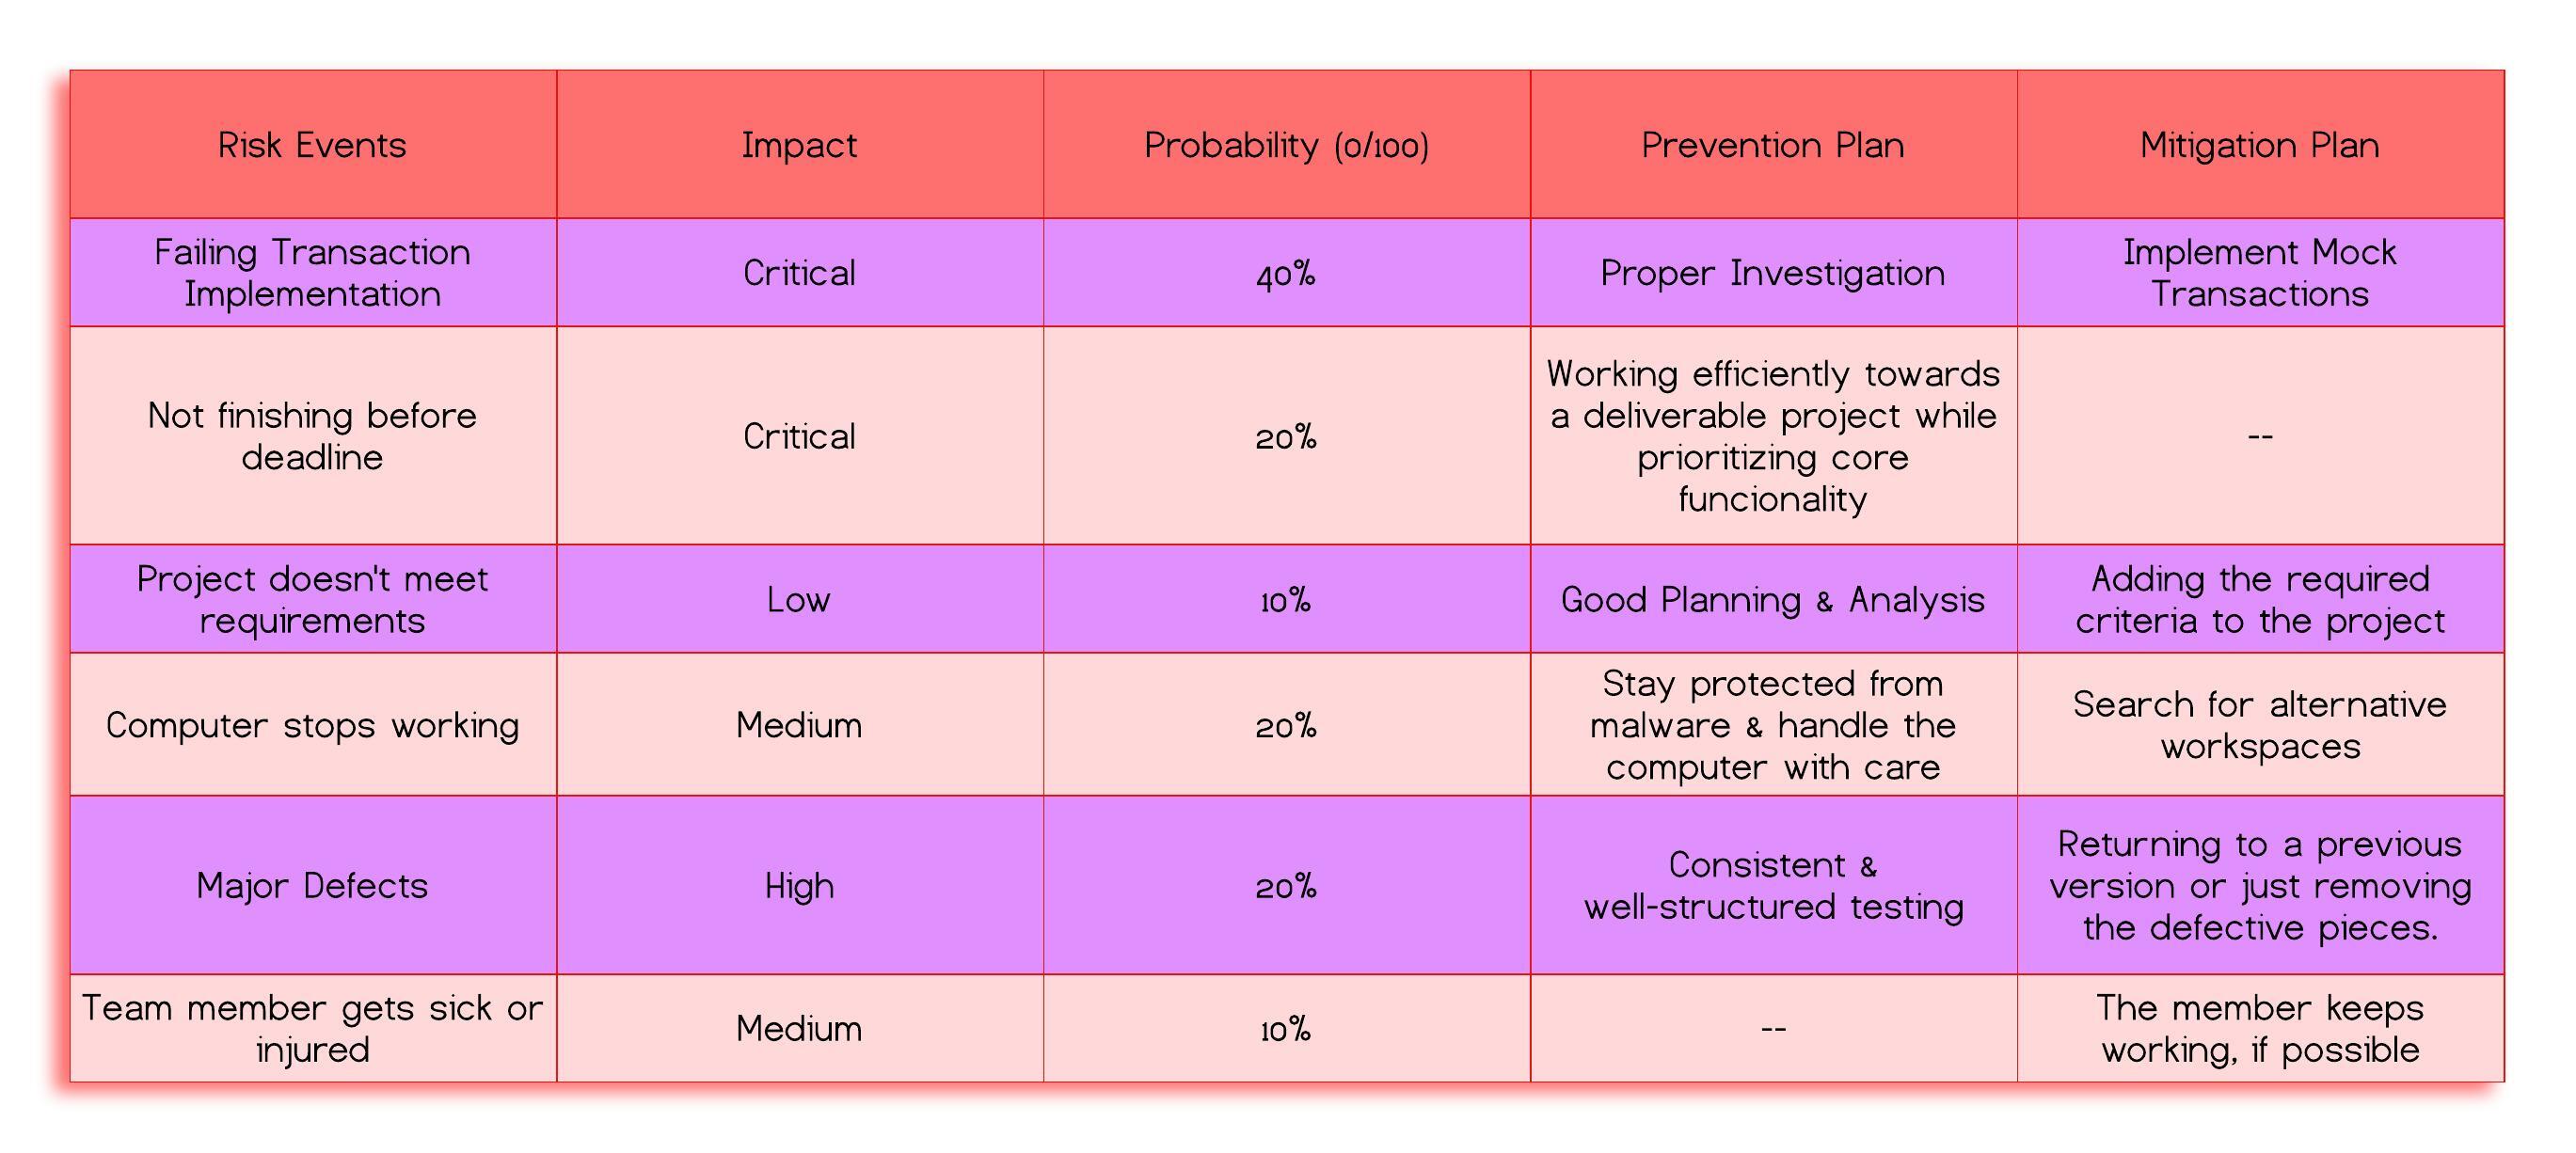 Risk Events
Impact
Probability (0/100)
Prevention Plan
Mitigation Plan
Failing Transaction
Implementation
Critical
40%
Proper Investigation
Implement Mock
Transactions
Not finishing before
deadline
Critical
20%
Working efficiently towards
a deliverable project while
prioritizing core
funcionality
--
Project doesn't meet
requirements
Low
10%
Good Planning & Analysis
Adding the required
criteria to the project
Computer stops working
Medium
20%
Stay protected from
malware & handle the
computer with care
Search for alternative
workspaces
Major Defects
High
20%
Consistent &
well-structured testing
Returning to a previous
version or just removing
the defective pieces.
Team member gets sick or
injured
Medium
10%
--
The member keeps
working, if possible